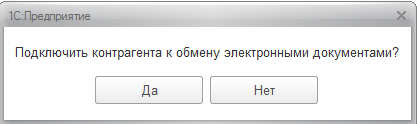 1С:Предприятие
Подключить контрагента к обмену электронными документами?
Да Нет